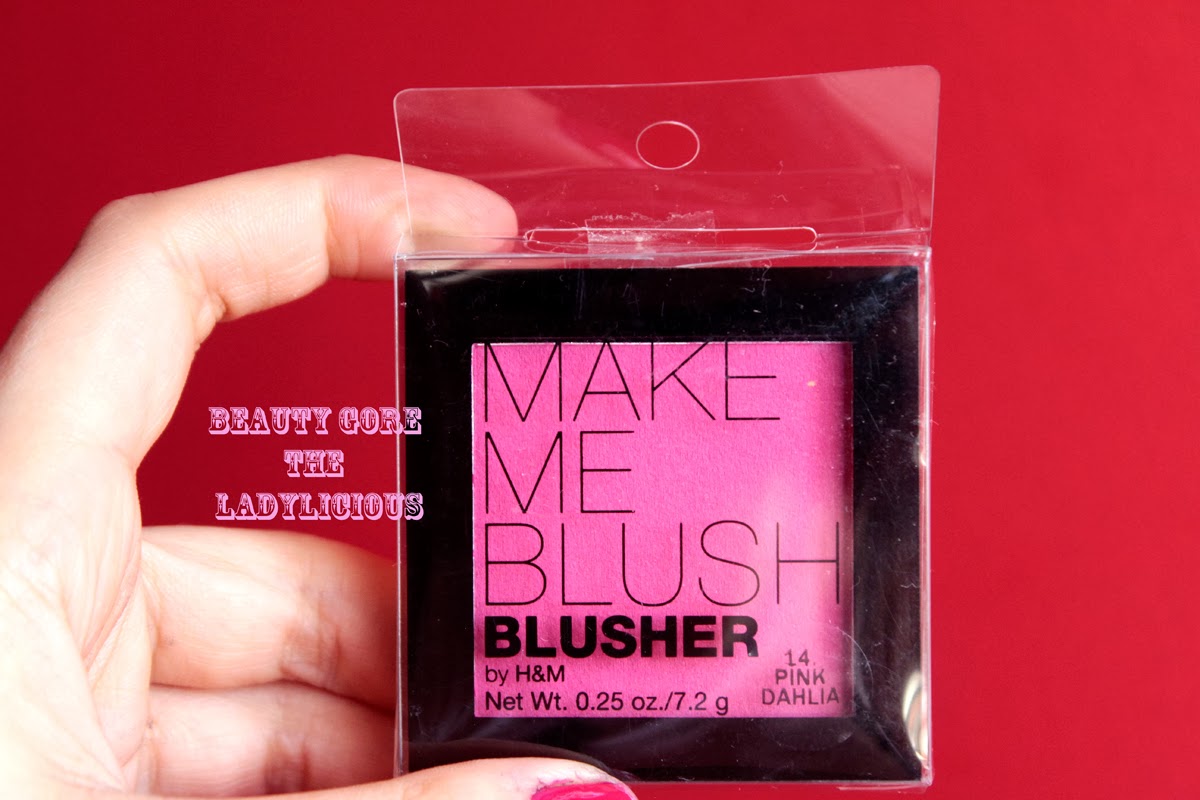 MAKE
ME
BLUSH
BLUSHER
by H&M
Net Wt. 0.25 oz./7.2 g
14.
PINK
DAHLIA
BEAUTY GORE
THE
LADYLICIOUS